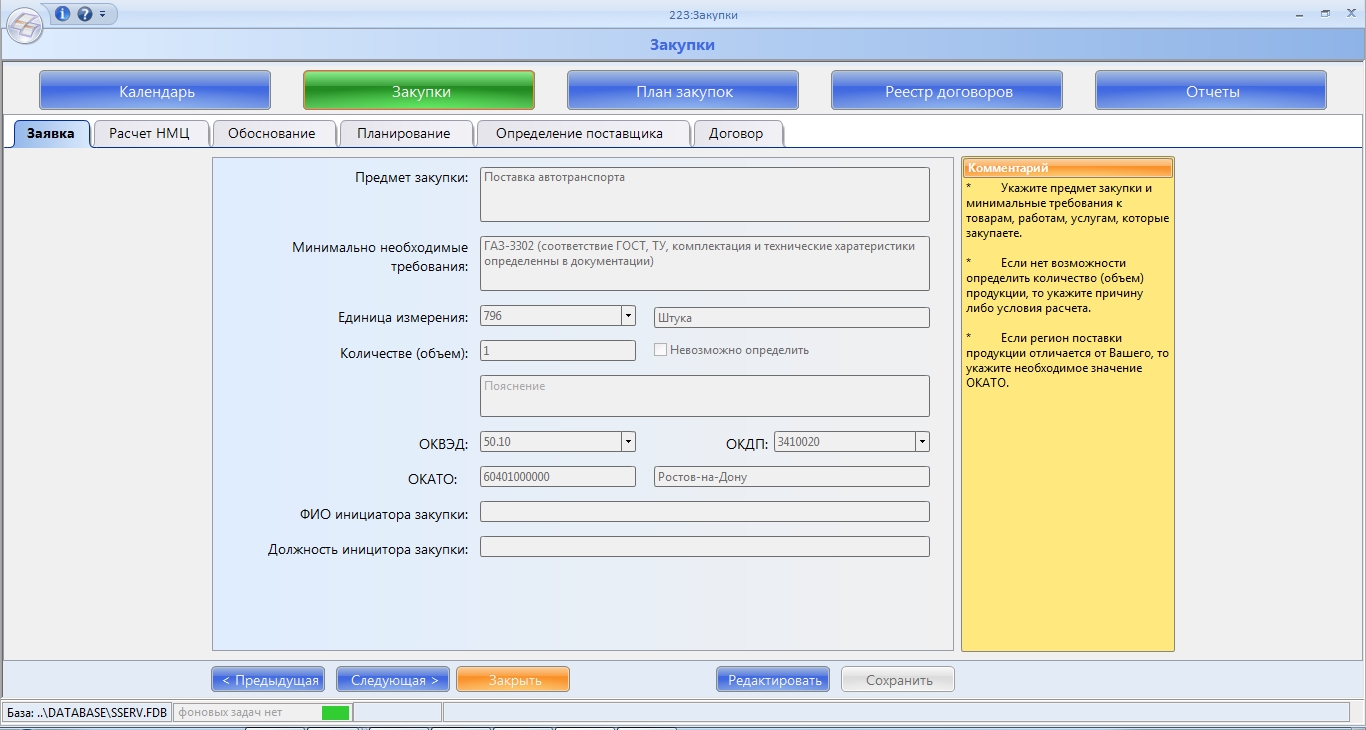 223:Закупки
Закупки
Календарь
Закупки
План закупок
Реестр договоров
Отчеты
Заявка
Расчет НМЦ
Обоснование
Планирование
Определение поставщика
Договор
Предмет закупки:
Поставка автотранспорта
Минимально необходимые
требования:
ГАЗ-3302 (соответствие ГОСТ, ТУ, комплектация и технические харатеристики
определенны в документации)
Единица измерения:
796
Штука
Количестве (объем):
1
Невозможно определить
Пояснение
ОКВЭД:
50.10
ОКДП:
3410020
ОКАТО:
60401000000
Ростов-на-Дону
ФИО инициатора закупки:
Должность иницитора закупки:
Комментарий
* Укажите предмет закупки и
минимальные требования к
товарам, работам, услугам, которые
закупаете.
* Если нет возможности
определить количество (объем)
продукции, то укажите причину
либо условия расчета.
* Если регион поставки
продукции отличается от Вашего, то
укажите необходимое значение
ОКАТО.
< Предыдущая
Следующая >
Закрыть
Редактировать
Сохранить
База: ..\DATABASE\SSERV.FDB
фоновых задач нет